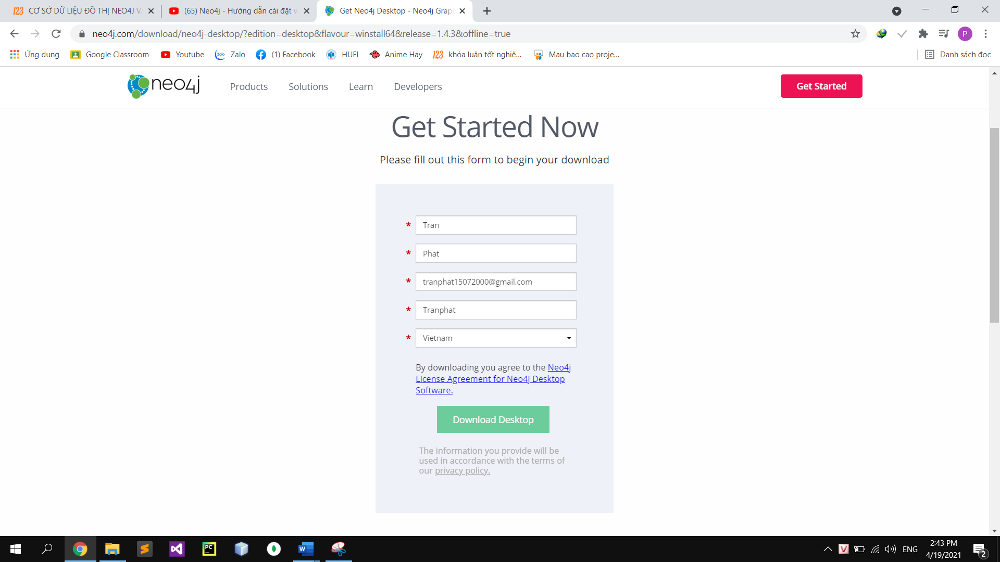 CƠ SỞ DỮ LIỆU ĐỒ THỊ NEO4J
(65) Neo4j - Hướng dẫn cài đặt
Get Neo4j Desktop - Neo4j
neo4j.com/download/neo4j-desktop/?edition=desktop&flavour=winstall64&release=1.4.3&offline=true
P
Ứng dụng
Google Classroom
Youtube
Zalo
(1) Facebook
HUFI
Anime Hay
123 khóa luận tốt nghiệ...
Mau bao cao proje...
Danh sách đọc
neo4j
Products
Solutions
Learn
Developers
Get Started
Get Started Now
Please fill out this form to begin your download
* Tran
* Phat
* tranphat15072000@gmail.com
* Tranphat
* Vietnam
By downloading you agree to the Neo4j
License Agreement for Neo4j Desktop
Software.
Download Desktop
The information you provide will be
used in accordance with the terms of
our privacy policy.
ENG
2:43 PM
4/19/2021
2